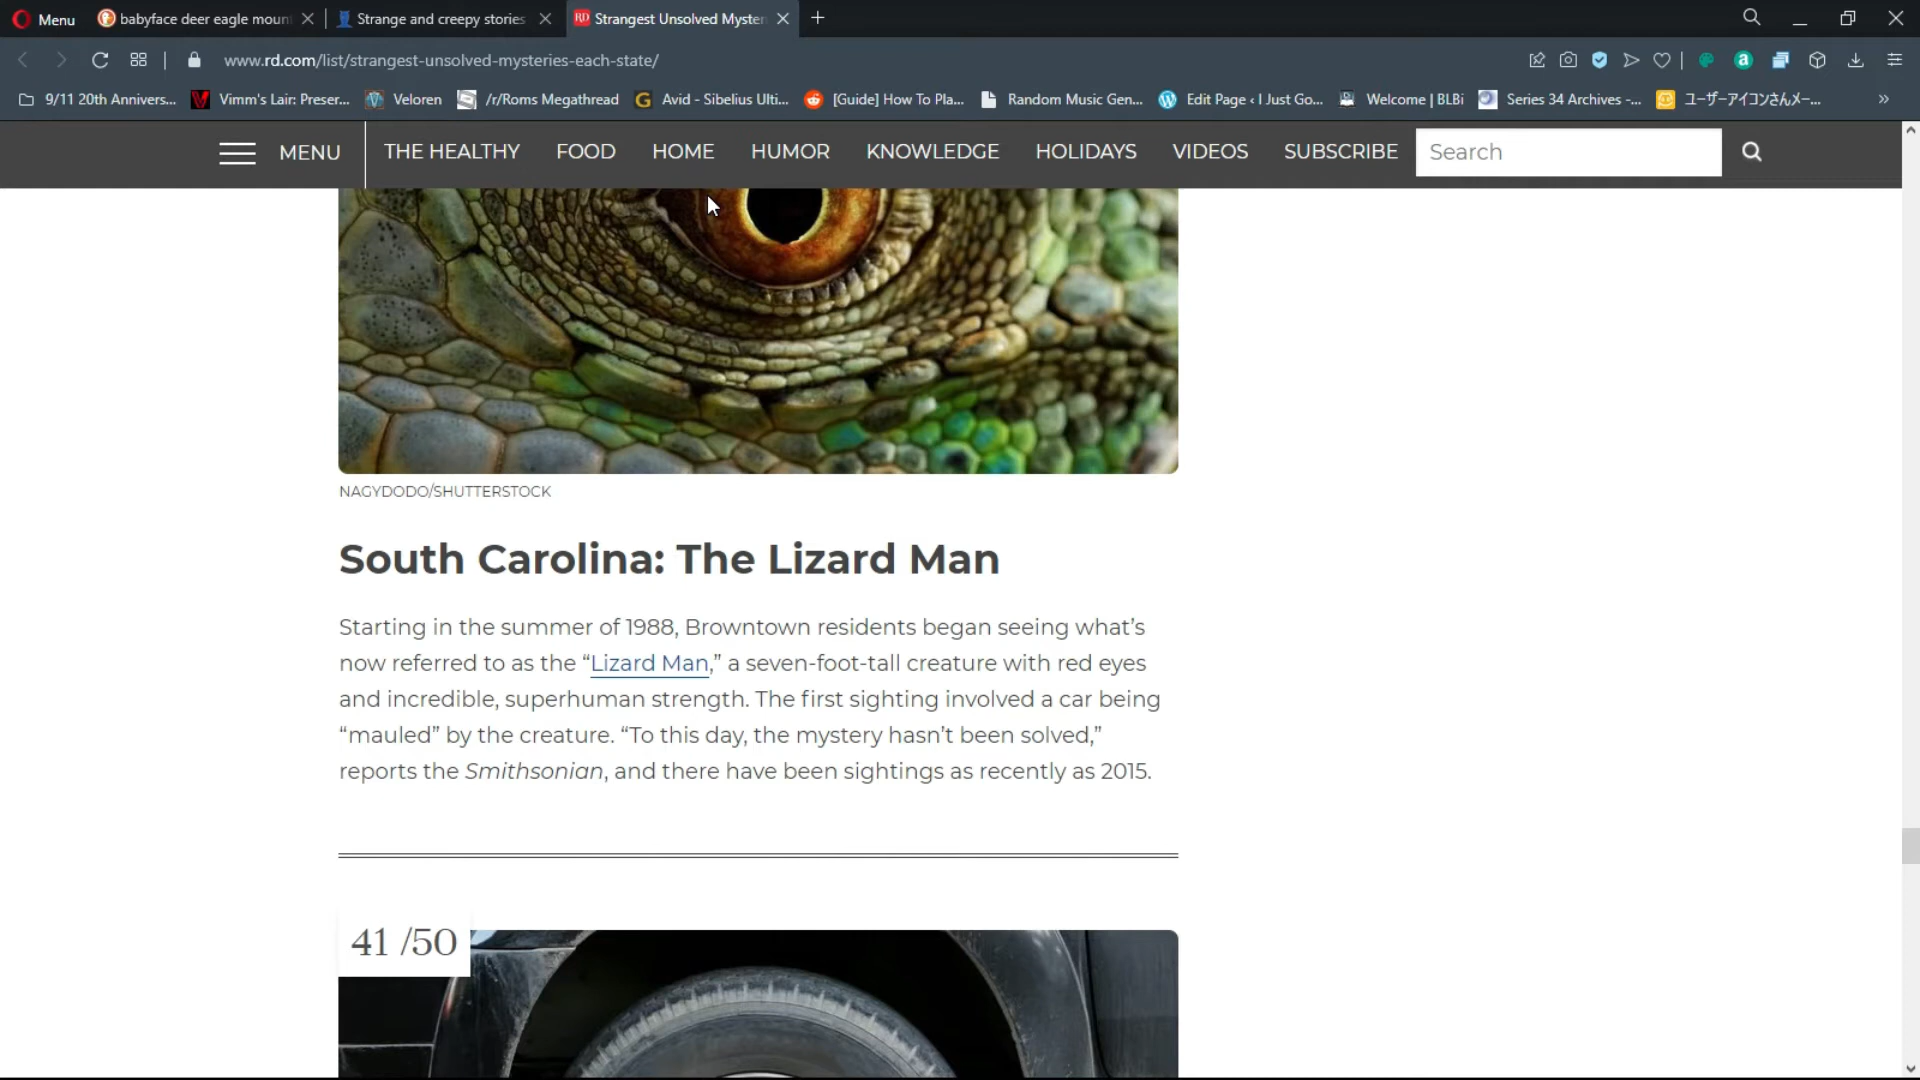 Menu
babyface deer eagle moun
Strange and creepy stories
RD Strangest Unsolved Myster
www.rd.com/list/strangest-unsolved-mysteries-each-state/
9/11 20th Annivers...
Vimm's Lair: Preser...
Veloren
/r/Roms Megathread
Avid - Sibelius Ulti...
[Guide] How To Pla...
Random Music Gen...
Edit Page ‹ I Just Go...
Welcome | BLBi
Series 34 Archives -...
ユーザーアイコンさんメー...
MENU
THE HEALTHY
FOOD
HOME
HUMOR
KNOWLEDGE
HOLIDAYS
VIDEOS
SUBSCRIBE
Search
NAGYDODO/SHUTTERSTOCK
South Carolina: The Lizard Man
Starting in the summer of 1988, Browntown residents began seeing what's
now referred to as the “Lizard Man,” a seven-foot-tall creature with red eyes
and incredible, superhuman strength. The first sighting involved a car being
“mauled” by the creature. “To this day, the mystery hasn't been solved,”
reports the Smithsonian, and there have been sightings as recently as 2015.
41 /50